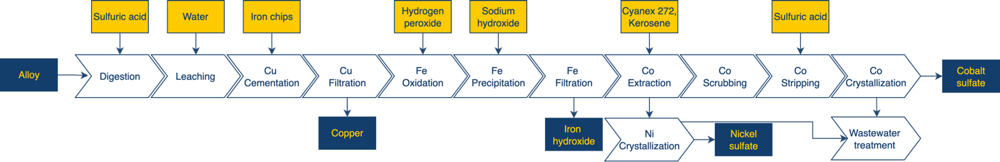 Sulfuric acid
Water
Iron chips
Hydrogen
peroxide
Sodium
hydroxide
Cyanex 272,
Kerosene
Sulfuric acid
Alloy
Digestion
Leaching
Cu
Cementation
Cu
Filtration
Fe
Oxidation
Fe
Precipitation
Fe
Filtration
Co
Extraction
Co
Scrubbing
Co
Stripping
Co
Crystallization
Cobalt
sulfate
Copper
Iron
hydroxide
Ni
Crystallization
Nickel
sulfate
Wastewater
treatment